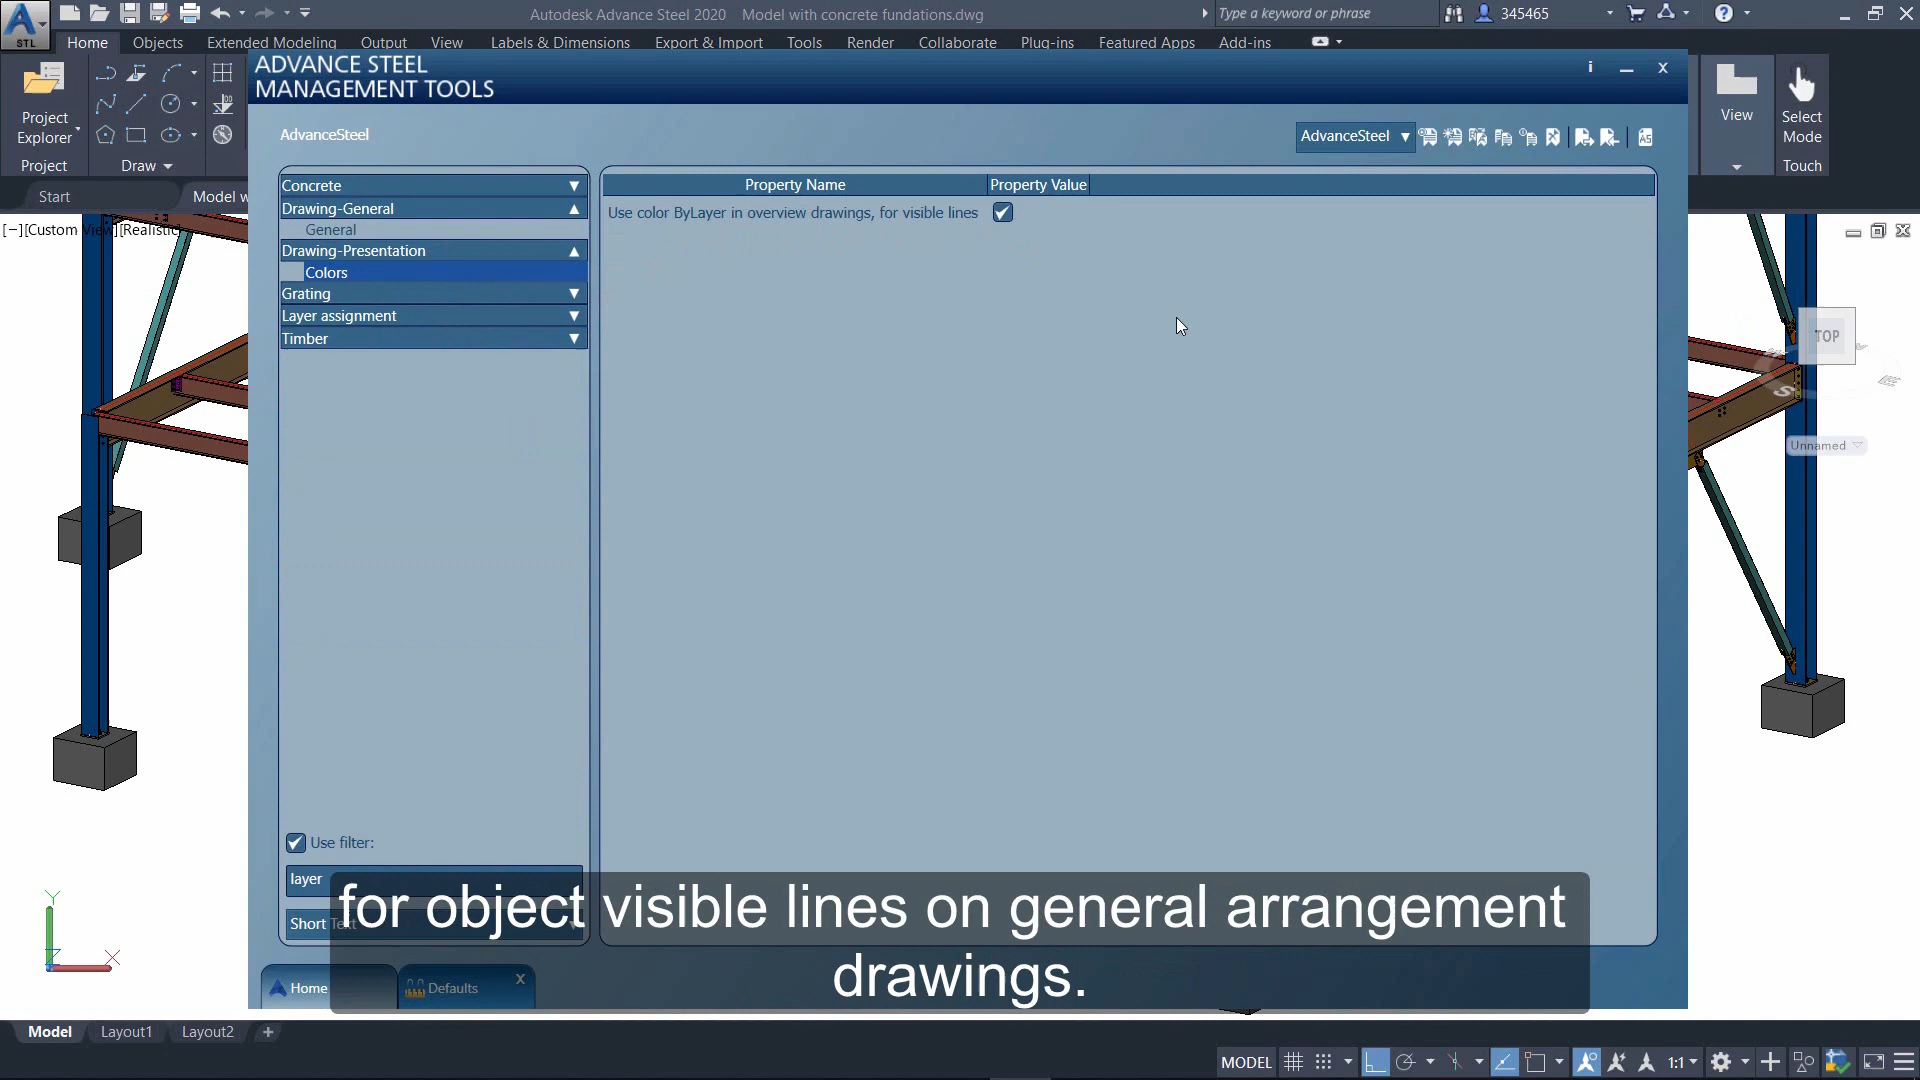 Autodesk Advance Steel 2020 Model with concrete fundations.dwg
Type a keyword or phrase
345465
STL
Home Objects Extended Modeling Output View Labels & Dimensions Export & Import Tools Render Collaborate Plug-ins Featured Apps Add-ins
Project
Explorer
Project
Draw
View
Select
Mode
Touch
Start
Model w
[−][Custom View][Realistic]
ADVANCE STEEL
MANAGEMENT TOOLS
i
x
AdvanceSteel
AdvanceSteel
Concrete
Drawing-General
General
Drawing-Presentation
Colors
Grating
Layer assignment
Timber
Property Name Property Value
Use color ByLayer in overview drawings, for visible lines
Use filter:
layer
Short Text
TOP
S
Unnamed
Y
X
Z
for object visible lines on general arrangement
drawings.
Home
Defaults
x
Model Layout1 Layout2 +
MODEL
1:1